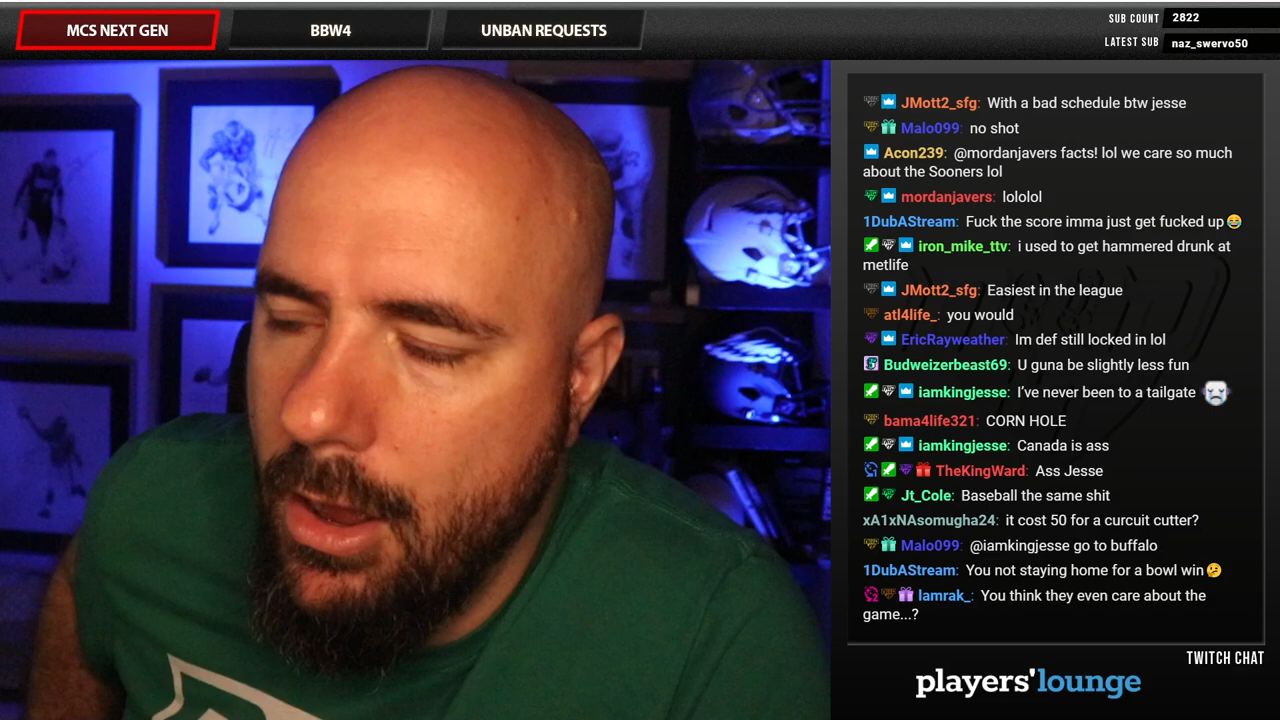 MCS NEXT GEN
BBW4
UNBAN REQUESTS
SUB COUNT 2822
LATEST SUB naz_swervo50
JMott2_sfg: With a bad schedule btw jesse
Malo099: no shot
Acon239: @mordanjavers facts! lol we care so much
about the Sooners lol
mordanjavers: lololol
1DubAStream: Fuck the score imma just get fucked up😂
iron_mike_ttv: i used to get hammered drunk at
metlife
JMott2_sfg: Easiest in the league
atl4life_: you would
EricRayweather: Im def still locked in lol
Budweizerbeast69: U guna be slightly less fun
iamkingjesse: I've never been to a tailgate
bama4life321: CORN HOLE
iamkingjesse: Canada is ass
TheKingWard: Ass Jesse
Jt_Cole: Baseball the same shit
xA1xNAsomugha24: it cost 50 for a curcuit cutter?
Malo099: @iamkingjesse go to buffalo
1DubAStream: You not staying home for a bowl win🤔
lamrak_: You think they even care about the
game...?
TWITCH CHAT
players'lounge